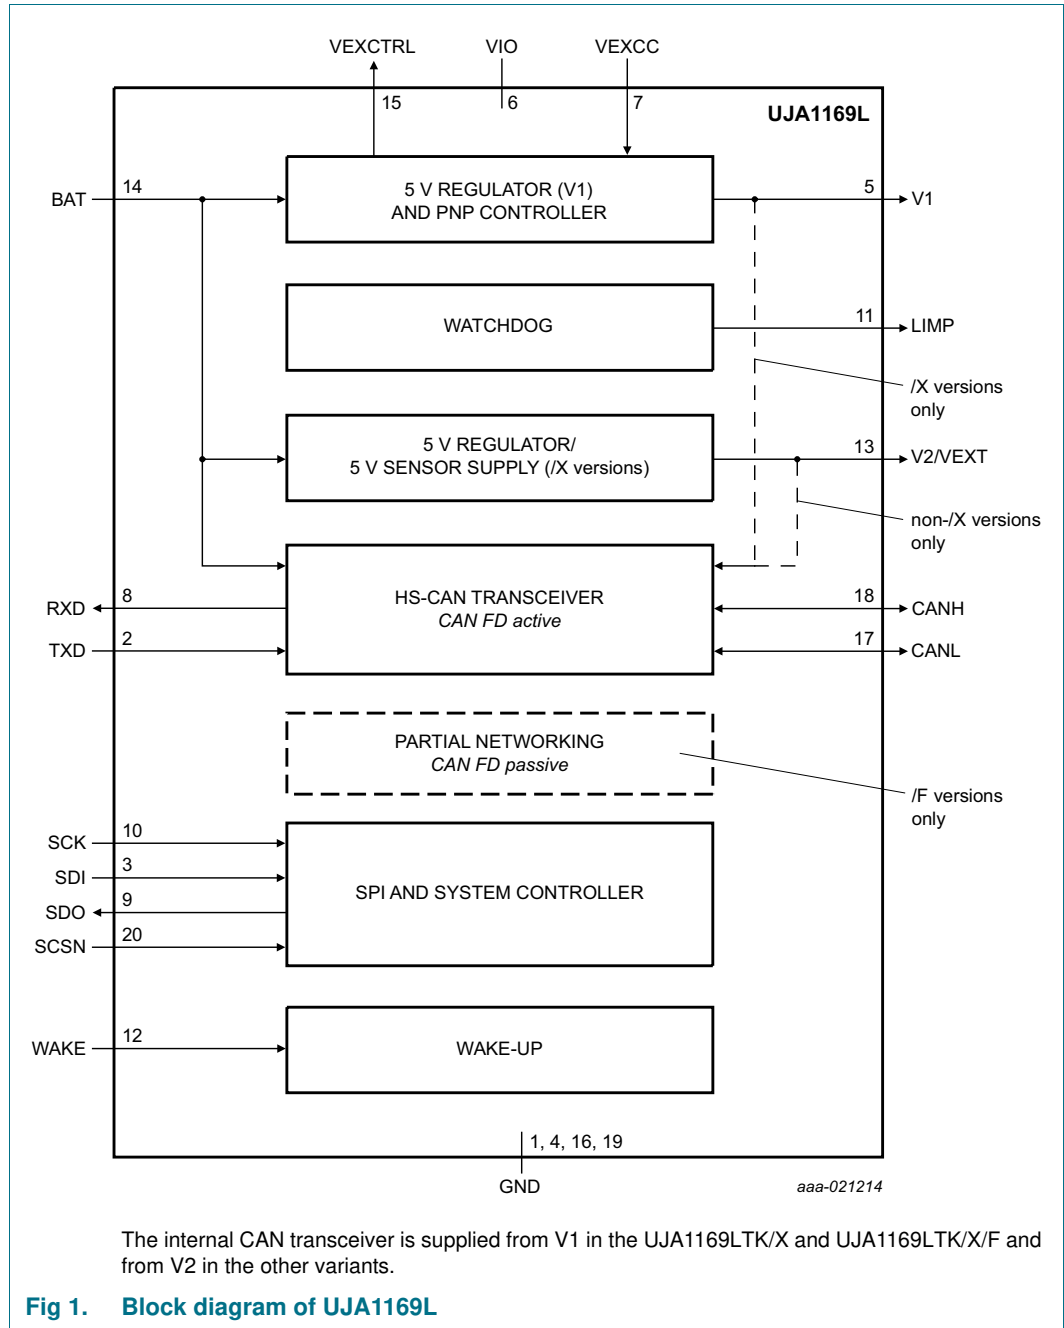 VEXCTRL VIO VEXCC
15 6 7
UJA1169L
BAT 14
5 V REGULATOR (V1)
AND PNP CONTROLLER
5 V1
WATCHDOG
11 LIMP
/X versions
only
5 V REGULATOR/
5 V SENSOR SUPPLY (/X versions)
13 V2/VEXT
non-/X versions
only
RXD 8
TXD 2
HS-CAN TRANSCEIVER
CAN FD active
18 CANH
17 CANL
PARTIAL NETWORKING
CAN FD passive
/F versions
only
SCK 10
SDI 3
SDO 9
SCSN 20
SPI AND SYSTEM CONTROLLER
WAKE 12
WAKE-UP
1, 4, 16, 19
GND
aaa-021214
The internal CAN transceiver is supplied from V1 in the UJA1169LTK/X and UJA1169LTK/X/F and
from V2 in the other variants.
Fig 1. Block diagram of UJA1169L